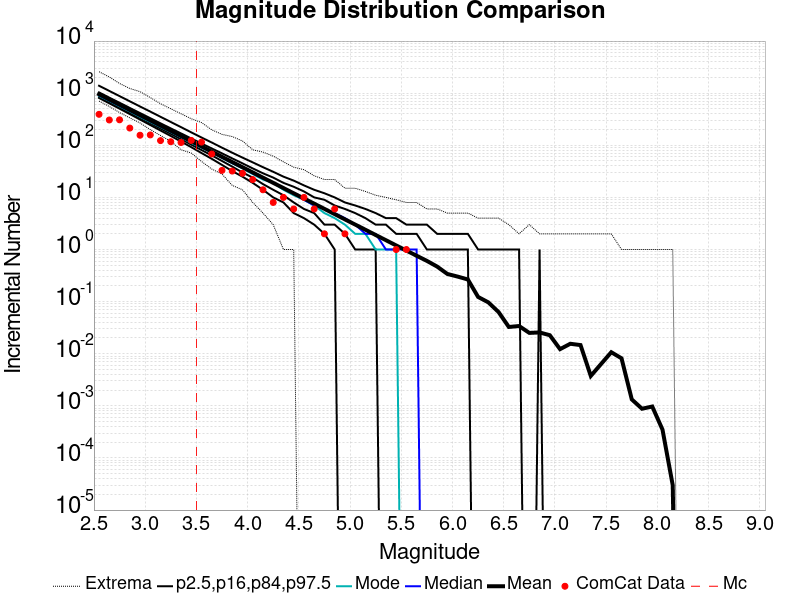 Magnitude Distribution Comparison
10^4
10^3
10^2
10^1
10^0
10^-1
10^-2
10^-3
10^-4
10^-5
Incremental Number
2.5 3.0 3.5 4.0 4.5 5.0 5.5 6.0 6.5 7.0 7.5 8.0 8.5 9.0
Magnitude
Extrema p2.5,p16,p84,p97.5 Mode Median Mean ComCat Data Mc